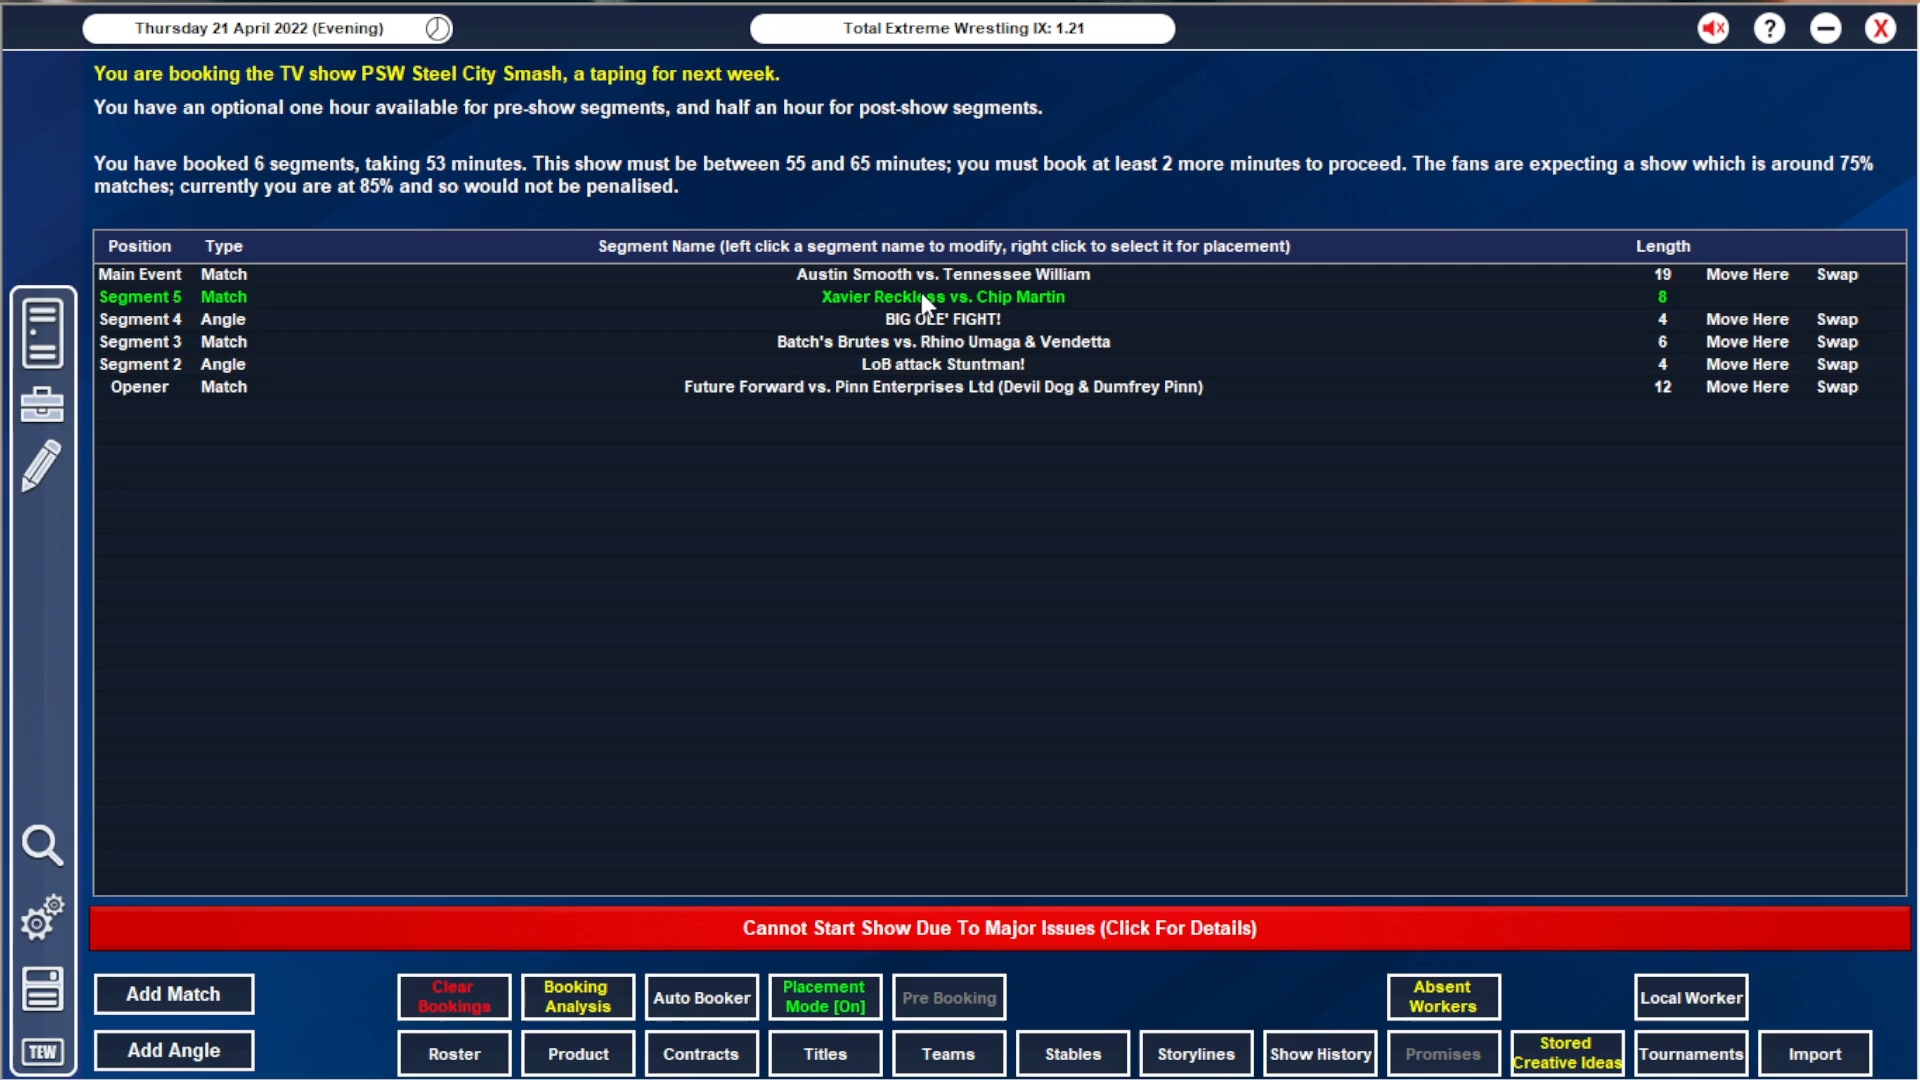 Thursday 21 April 2022 (Evening)
Total Extreme Wrestling IX: 1.21
? X
You are booking the TV show PSW Steel City Smash, a taping for next week.
You have an optional one hour available for pre-show segments, and half an hour for post-show segments.
You have booked 6 segments, taking 53 minutes. This show must be between 55 and 65 minutes; you must book at least 2 more minutes to proceed. The fans are expecting a show which is around 75%
matches; currently you are at 85% and so would not be penalised.
Position Type Segment Name (left click a segment name to modify, right click to select it for placement) Length
Main Event Match Austin Smooth vs. Tennessee William 19 Move Here Swap
Segment 5 Match Xavier Reckless vs. Chip Martin 8
Segment 4 Angle BIG OLE' FIGHT! 4 Move Here Swap
Segment 3 Match Batch's Brutes vs. Rhino Umaga & Vendetta 6 Move Here Swap
Segment 2 Angle LoB attack Stuntman! 4 Move Here Swap
Opener Match Future Forward vs. Pinn Enterprises Ltd (Devil Dog & Dumfrey Pinn) 12 Move Here Swap
Cannot Start Show Due To Major Issues (Click For Details)
Add Match
Clear Bookings
Booking Analysis
Auto Booker
Placement Mode [On]
Pre Booking
Absent Workers
Local Worker
TEW
Add Angle
Roster
Product
Contracts
Titles
Teams
Stables
Storylines
Show History
Promises
Stored Creative Ideas
Tournaments
Import